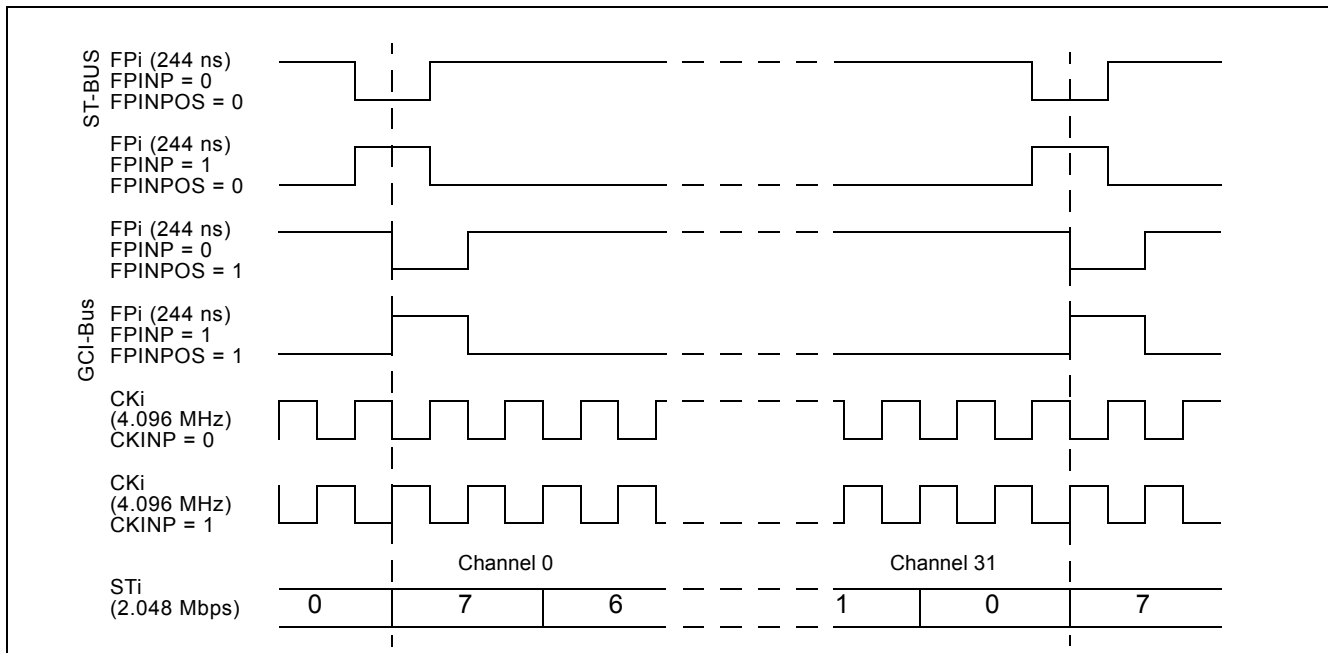 ST-BUS
FPi (244 ns)
FPINP = 0
FPINPOS = 0
FPi (244 ns)
FPINP = 1
FPINPOS = 0
FPi (244 ns)
FPINP = 0
FPINPOS = 1
GCI-Bus
FPi (244 ns)
FPINP = 1
FPINPOS = 1
CKi
(4.096 MHz)
CKINP = 0
CKi
(4.096 MHz)
CKINP = 1
Channel 0 Channel 31
STi
(2.048 Mbps)
0 7 6 1 0 7